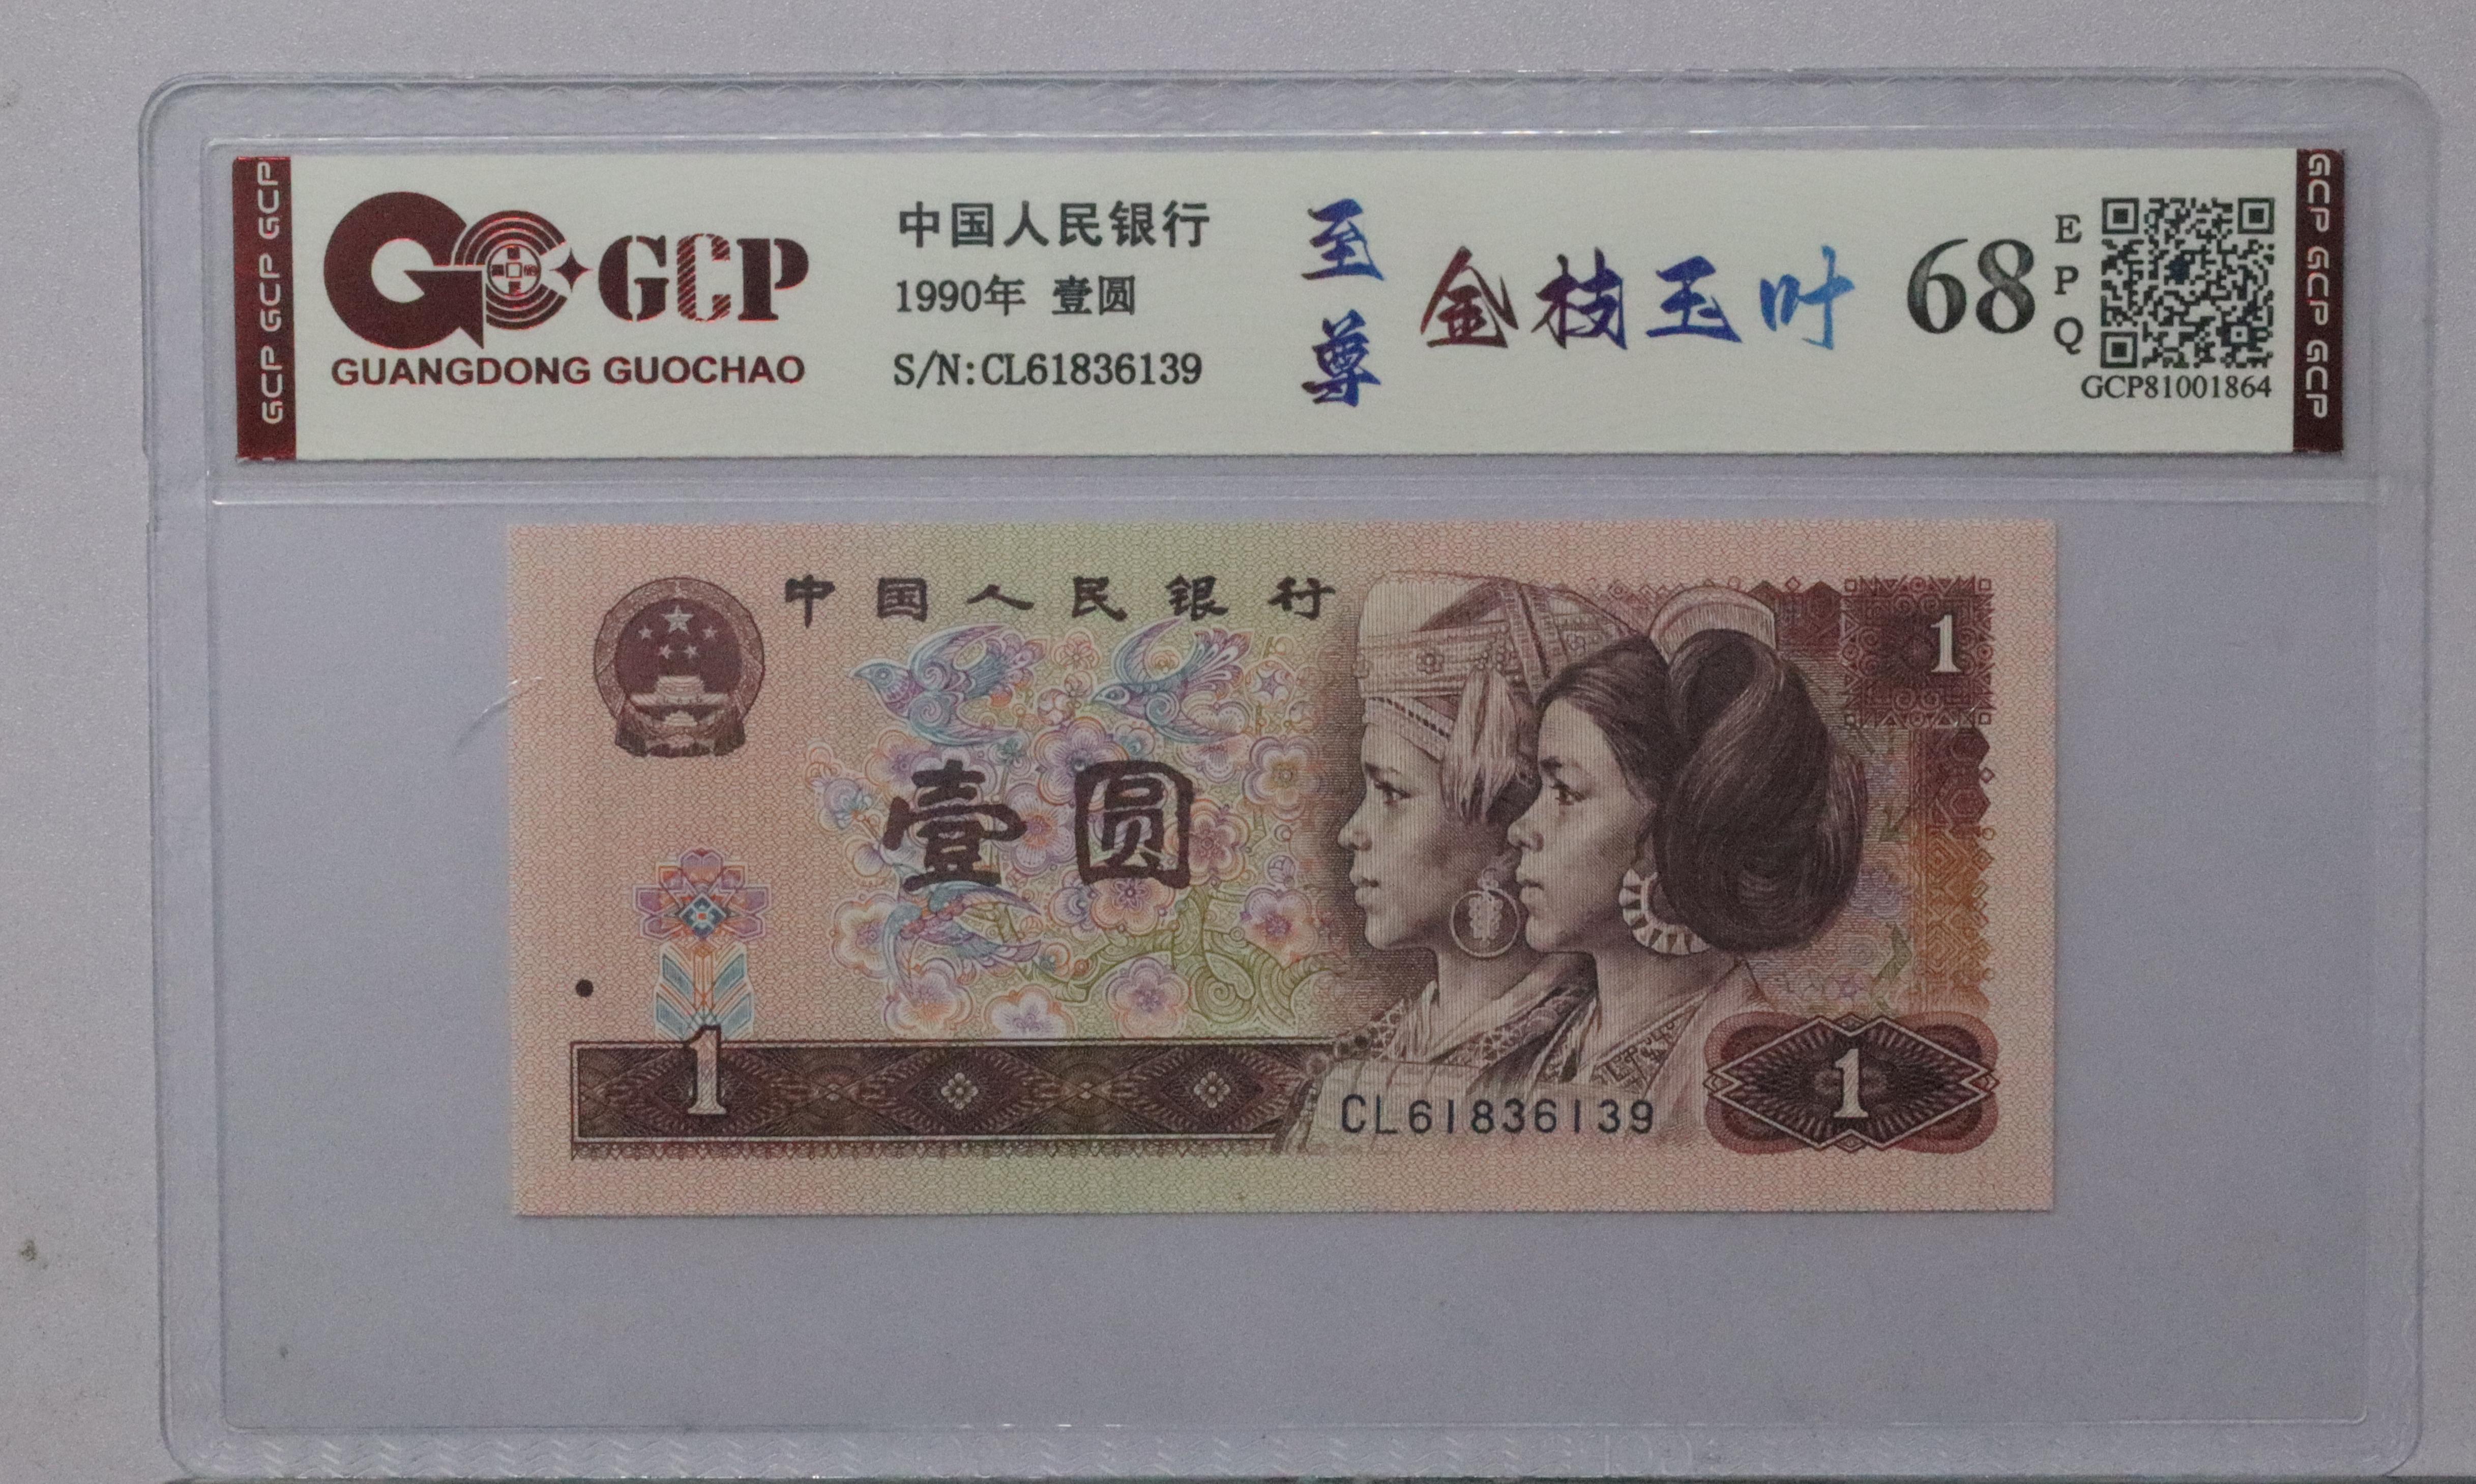 GCP GCP GCP
GCP
GUANGDONG GUOCHAO
中国人民银行
1990年 壹圆
S/N:CL61836139
至尊
金枝玉叶
68
EPQ
GCP81001864
GCP GCP GCP
中国人民银行
1
壹圆
1
CL61836139
1